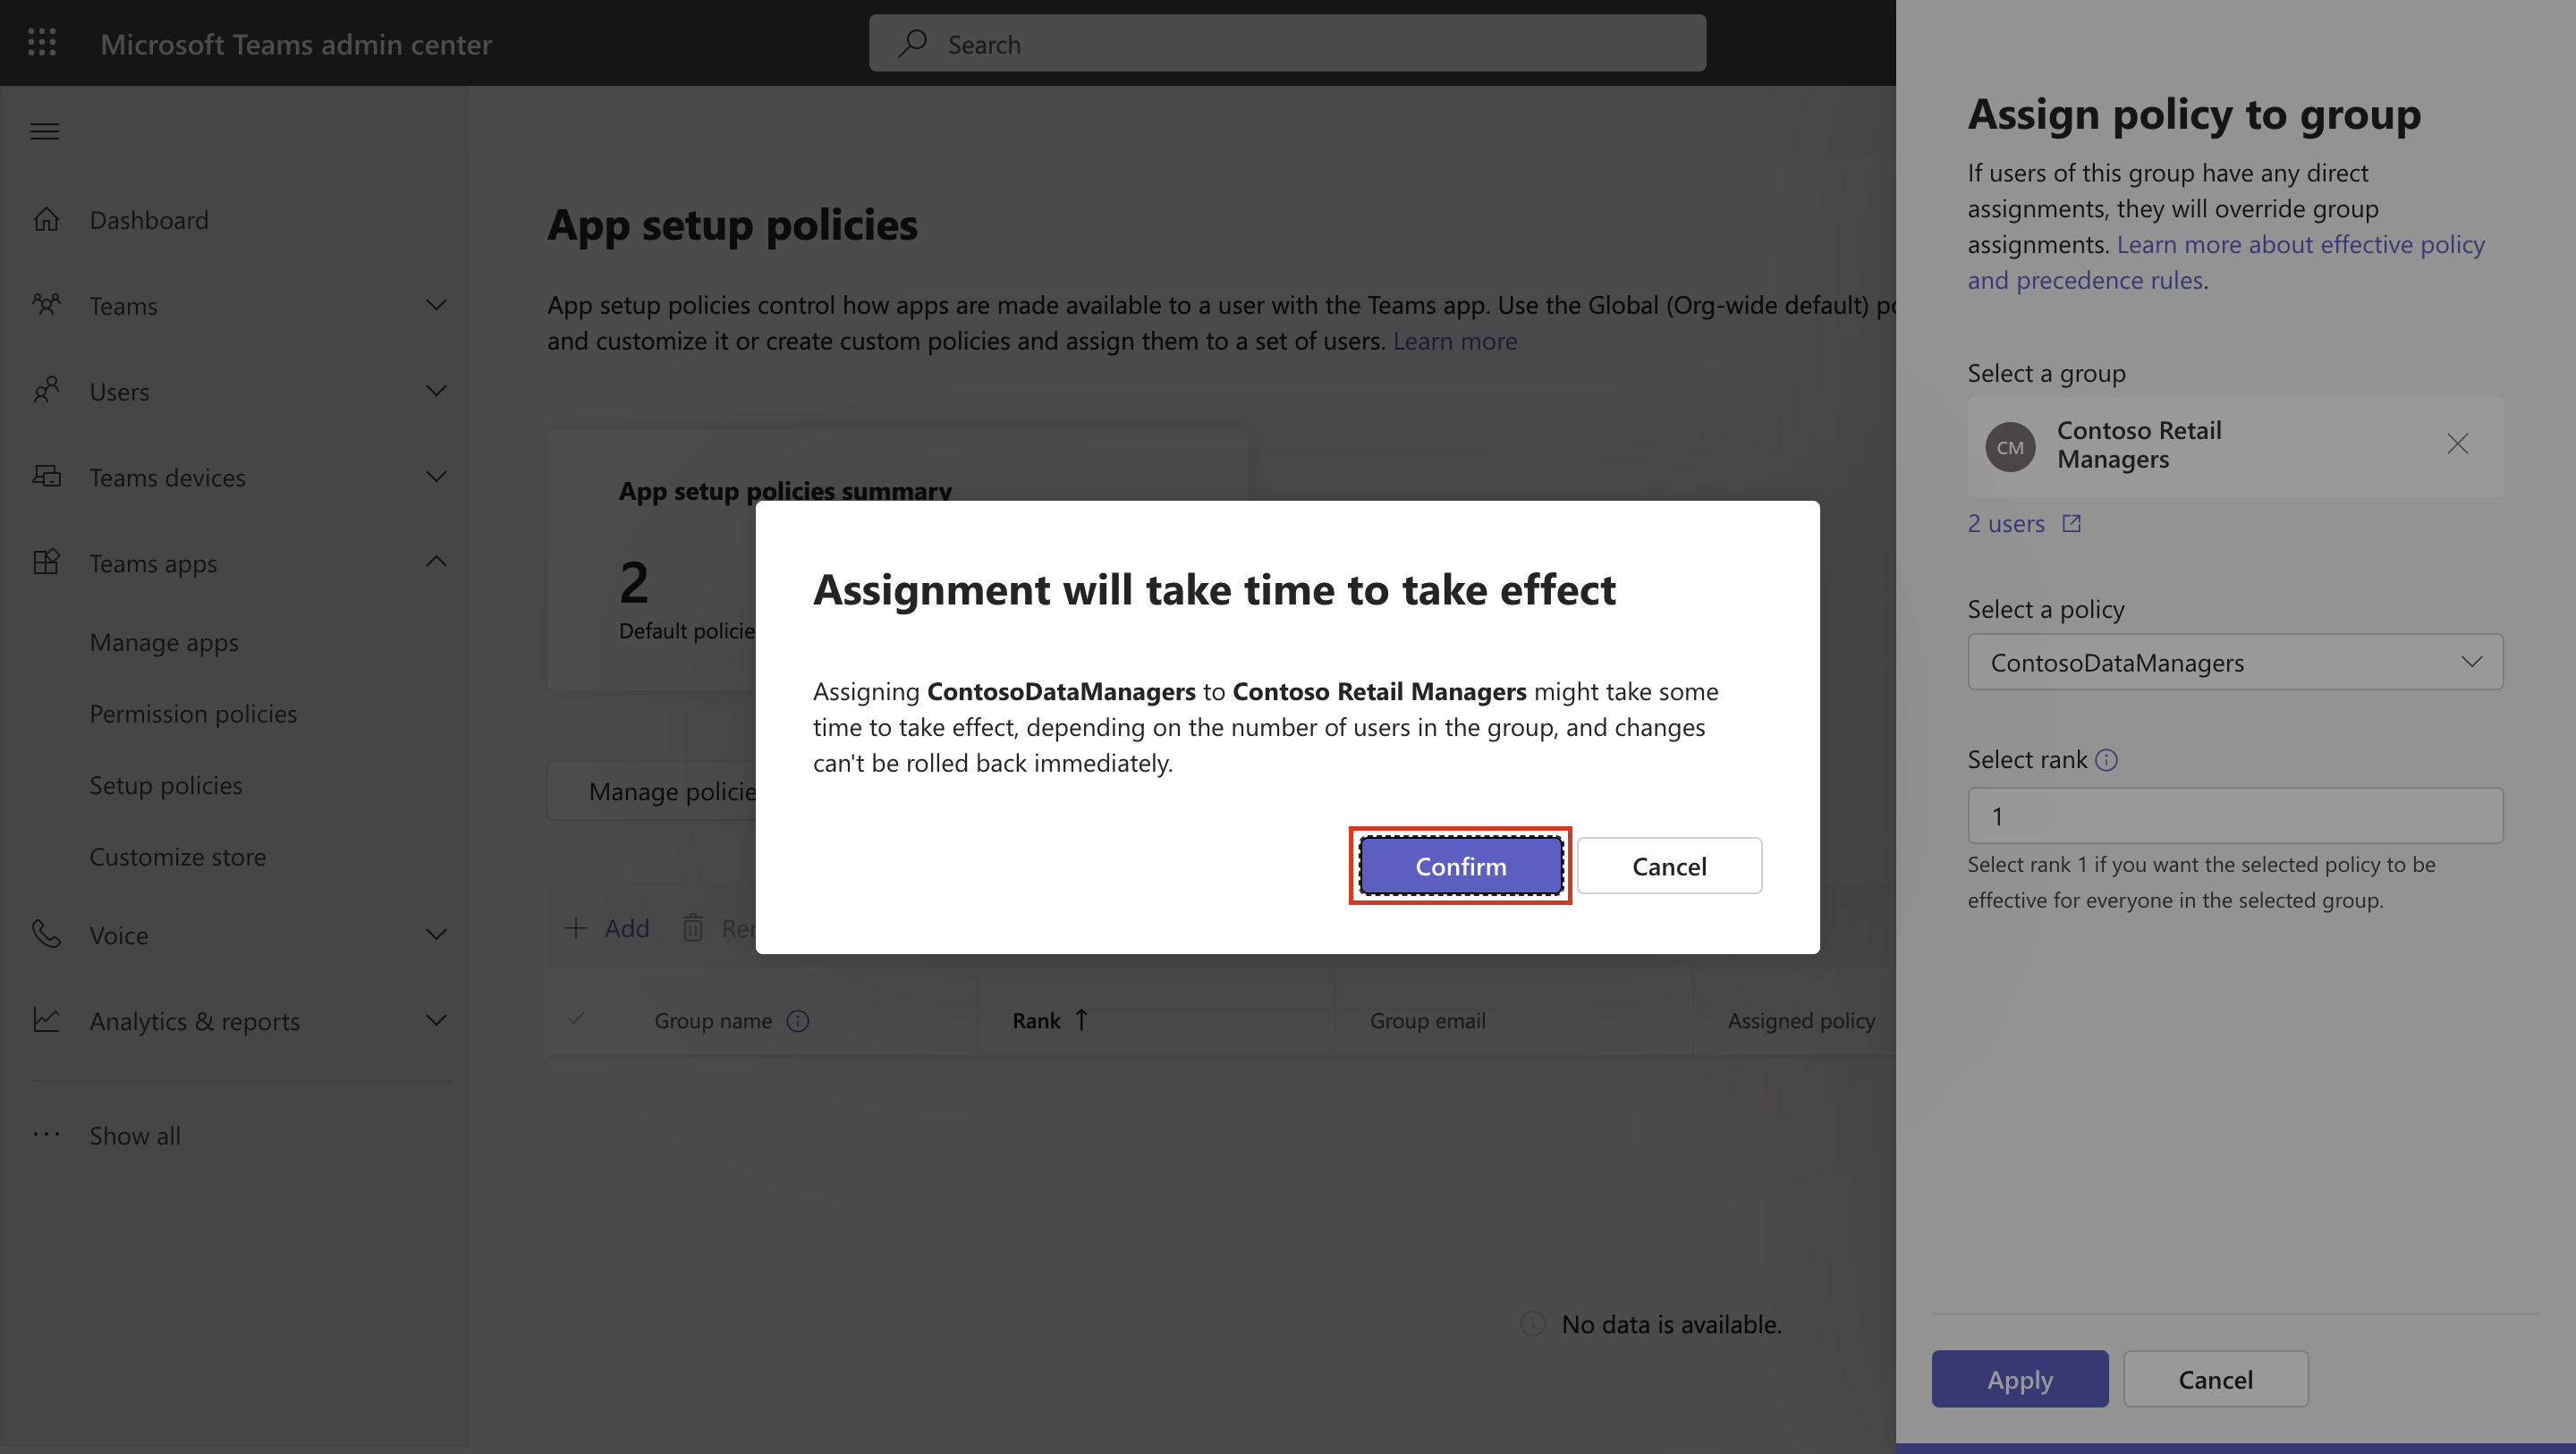 Microsoft Teams admin center
Search
Dashboard
Teams
Users
Teams devices
Teams apps
Manage apps
Permission policies
Setup policies
Customize store
Voice
Analytics & reports
Show all
App setup policies
App setup policies control how apps are made available to a user with the Teams app. Use the Global (Org-wide default)
and customize it or create custom policies and assign them to a set of users. Learn more
App setup policies summary
2
Default
Manage
Add
Group name
Rank
Group email
Assigned policy
No data is available.
Assignment will take time to take effect
Assigning ContosoDataManagers to Contoso Retail Managers might take some
time to take effect, depending on the number of users in the group, and changes
can't be rolled back immediately.
Confirm
Cancel
Assign policy to group
If users of this group have any direct
assignments, they will override group
assignments. Learn more about effective policy
and precedence rules.
Select a group
CM
Contoso Retail
Managers
2 users
Select a policy
ContosoDataManagers
Select rank
1
Select rank 1 if you want the selected policy to be
effective for everyone in the selected group.
Apply
Cancel